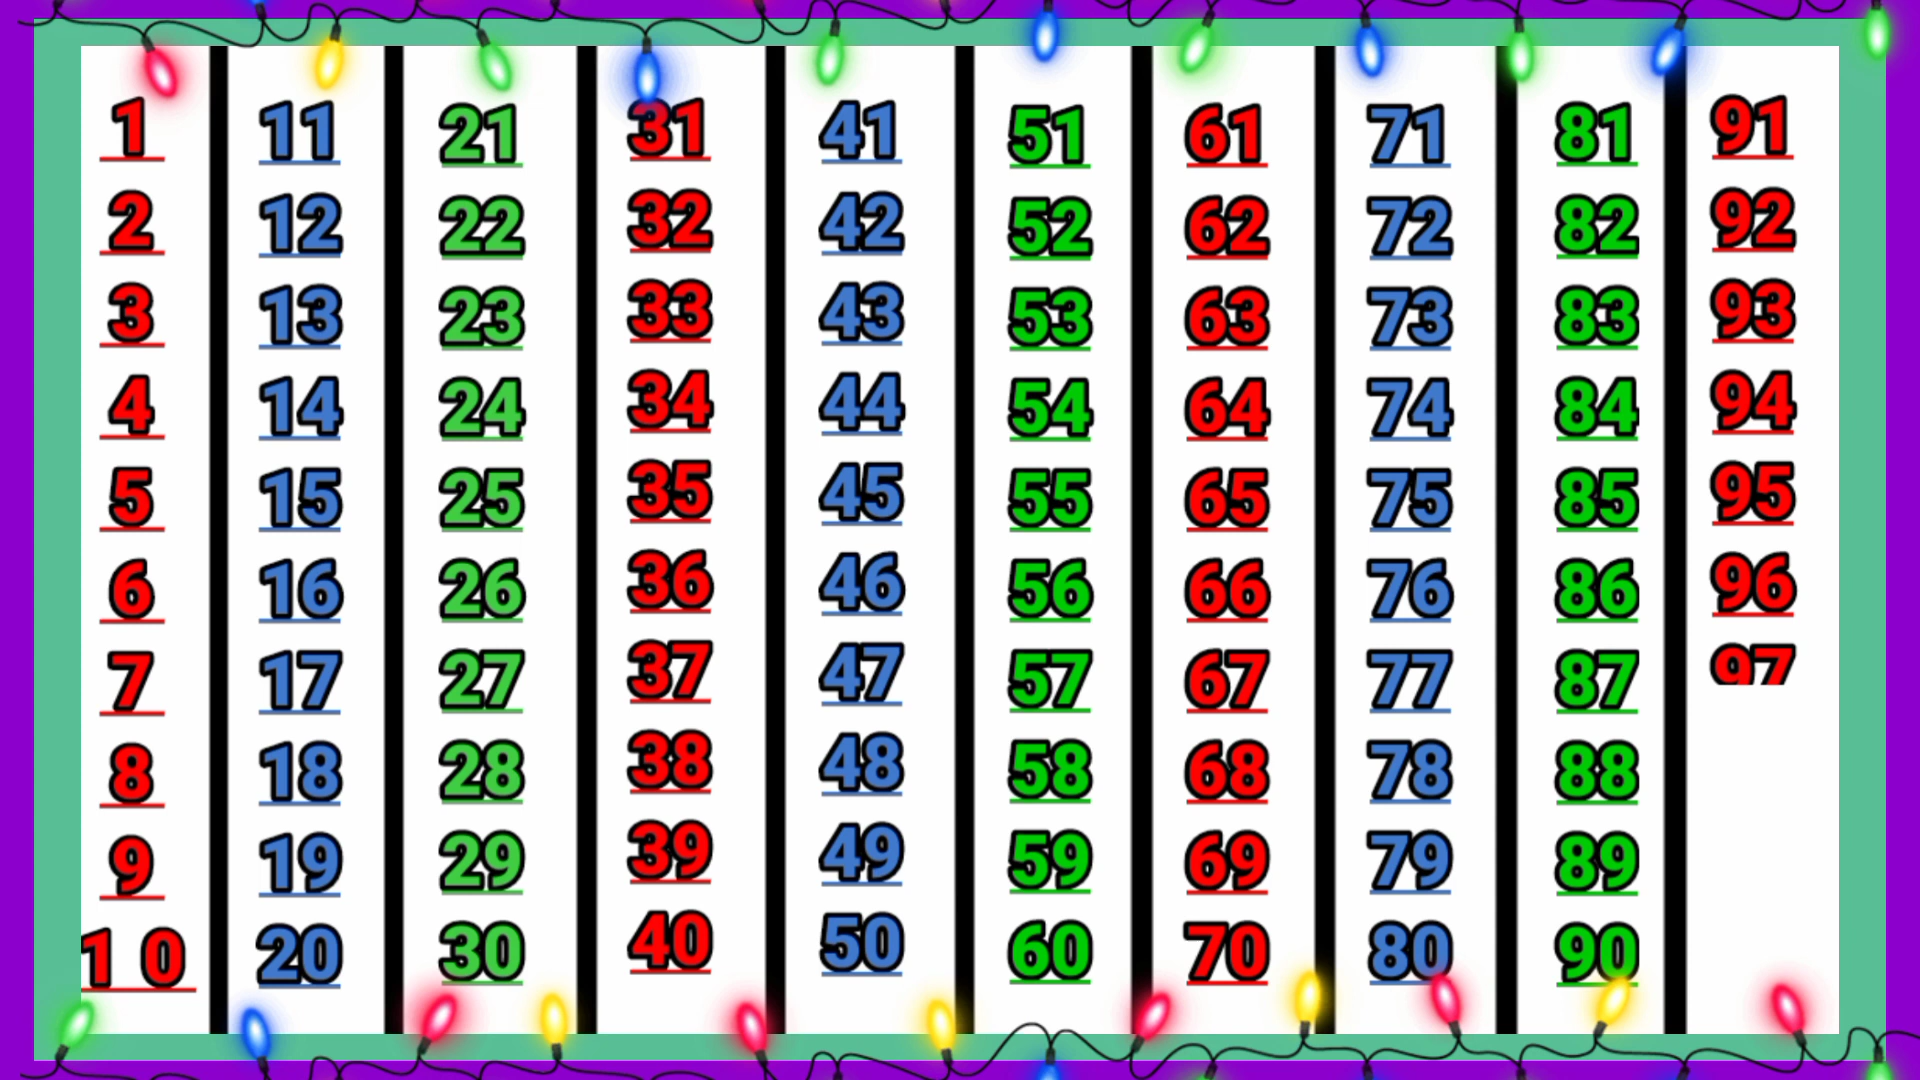 1 11 21 31 41 51 61 71 81 91
2 12 22 32 42 52 62 72 82 92
3 13 23 33 43 53 63 73 83 93
4 14 24 34 44 54 64 74 84 94
5 15 25 35 45 55 65 75 85 95
6 16 26 36 46 56 66 76 86 96
7 17 27 37 47 57 67 77 87 97
8 18 28 38 48 58 68 78 88
9 19 29 39 49 59 69 79 89
1 0 20 30 40 50 60 70 80 90